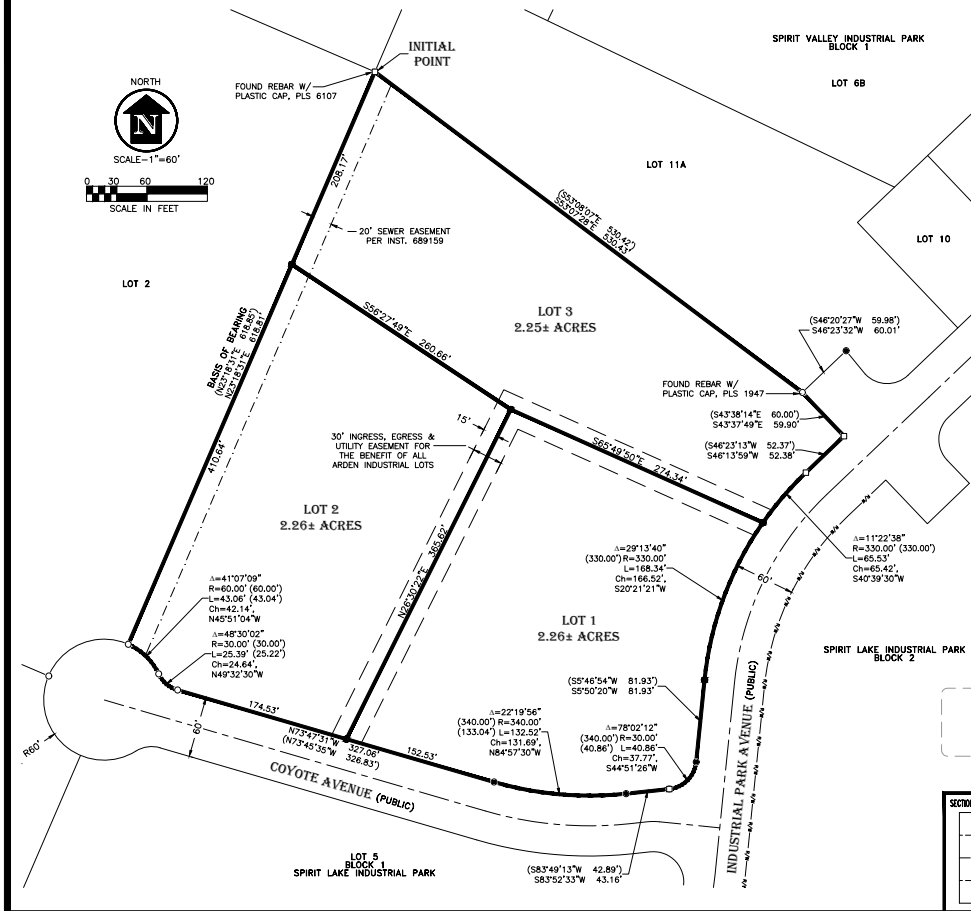 SPIRIT VALLEY INDUSTRIAL PARK
BLOCK 1
LOT 6B
INITIAL
POINT
NORTH
N
SCALE-1"=60'
0 30 60 120
SCALE IN FEET
FOUND REBAR W/
PLASTIC CAP, PLS 6107
208.17'
LOT 11A
(S53°08'07"E 530.42')
S53°07'28"E 530.43'
20' SEWER EASEMENT
PER INST. 689159
LOT 10
LOT 2
BASIS OF BEARING
(N23°18'31"E 618.85')
N23°18'31"E 618.81'
S56°27'49"E 260.66'
LOT 3
2.25± ACRES
(S46°20'27"W 59.98')
S46°23'32"W 60.01'
FOUND REBAR W/
PLASTIC CAP, PLS 1947
(S43°38'14"E 60.00')
S43°37'49"E 59.90'
15'
30' INGRESS, EGRESS &
UTILITY EASEMENT FOR
THE BENEFIT OF ALL
ARDEN INDUSTRIAL LOTS
S65°49'50"E 274.34'
(S46°23'13"W 52.37')
S46°13'59"W 52.38'
410.64'
LOT 2
2.26± ACRES
N26°30'22"E 365.62'
Δ=11°22'38"
R=330.00' (330.00')
L=65.53'
Ch=65.42',
S40°39'30"W
Δ=29°13'40"
(330.00') R=330.00'
L=168.34'
Ch=166.52',
S20°21'21"W
60'
Δ=41°07'09"
R=60.00' (60.00')
L=43.06' (43.04')
Ch=42.14',
N45°51'04"W
Δ=48°30'02"
R=30.00' (30.00')
L=25.39' (25.22')
Ch=24.64',
N49°32'30"W
LOT 1
2.26± ACRES
SPIRIT LAKE INDUSTRIAL PARK
BLOCK 2
(S5°46'54"W 81.93')
S5°50'20"W 81.93'
174.53'
60'
R60'
N73°47'31"W 327.06'
(N73°45'35"W 326.83')
152.53'
Δ=22°19'56"
(340.00') R=340.00'
(133.04') L=132.52'
Ch=131.69',
N84°57'30"W
Δ=78°02'12"
(340.00') R=30.00'
(40.86') L=40.86'
Ch=37.77',
S44°51'26"W
COYOTE AVENUE (PUBLIC)
INDUSTRIAL PARK AVENUE (PUBLIC)
LOT 5
BLOCK 1
SPIRIT LAKE INDUSTRIAL PARK
(S83°49'13"W 42.89')
S83°52'33"W 43.16'